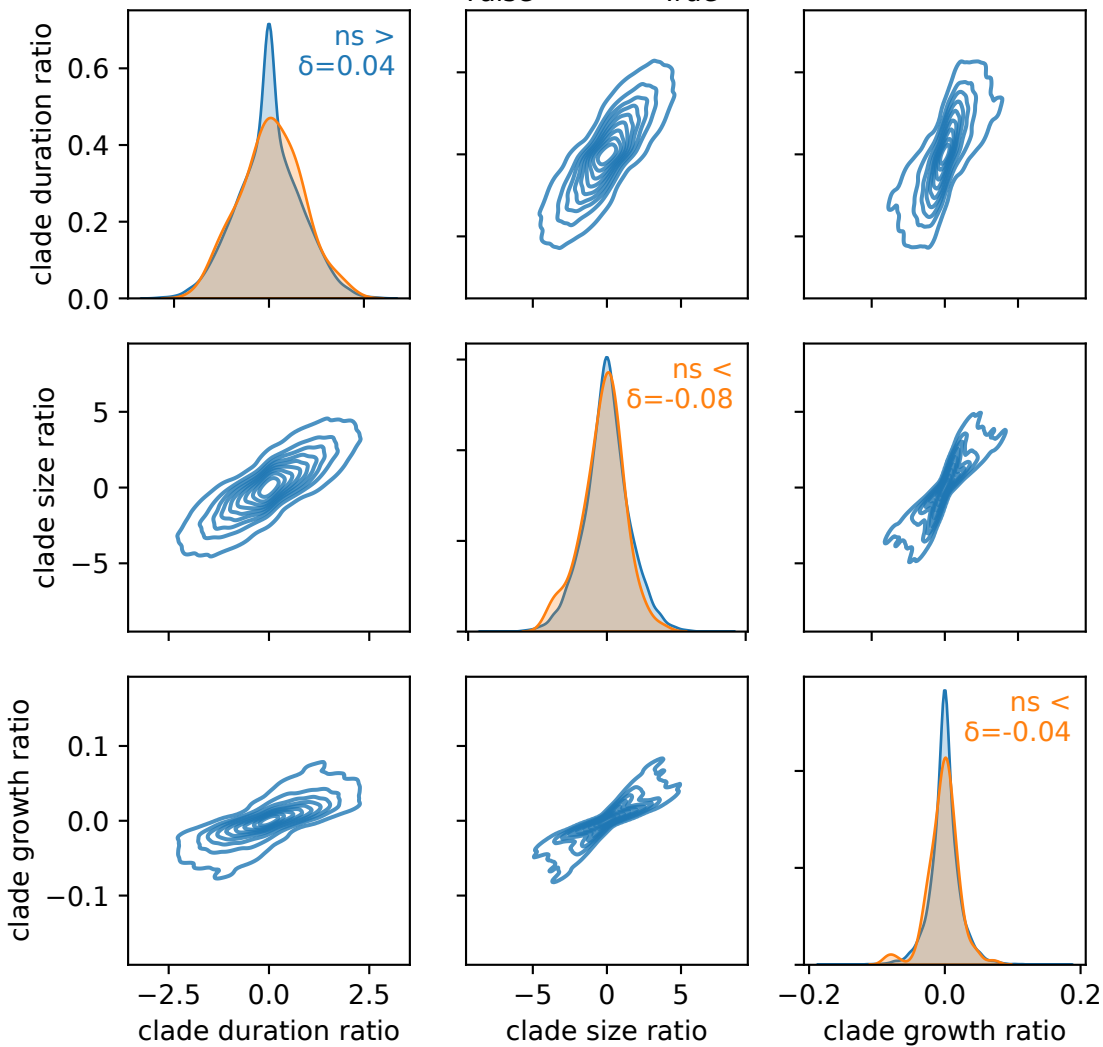 clade duration ratio
0.6
0.4
0.2
0.0
ns >
δ=0.04
clade size ratio
5
0
−5
ns <
δ=-0.08
clade growth ratio
0.1
0.0
−0.1
ns <
δ=-0.04
−2.5 0.0 2.5
−5 0 5
−0.2 0.0 0.2
clade duration ratio
clade size ratio
clade growth ratio